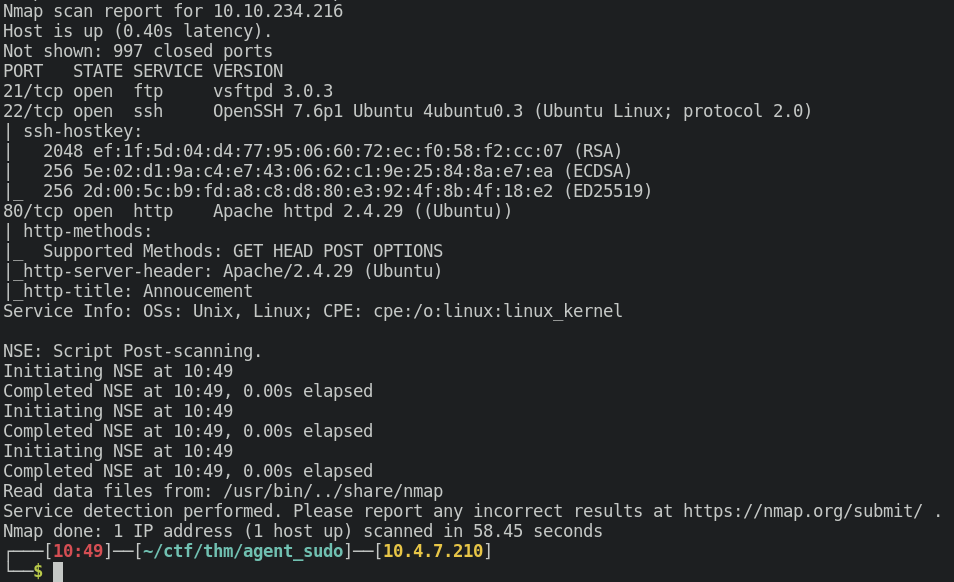 Nmap scan report for 10.10.234.216
Host is up (0.40s latency).
Not shown: 997 closed ports
PORT   STATE SERVICE VERSION
21/tcp open  ftp     vsftpd 3.0.3
22/tcp open  ssh     OpenSSH 7.6p1 Ubuntu 4ubuntu0.3 (Ubuntu Linux; protocol 2.0)
| ssh-hostkey:
|   2048 ef:1f:5d:04:d4:77:95:06:60:72:ec:f0:58:f2:cc:07 (RSA)
|   256 5e:02:d1:9a:c4:e7:43:06:62:c1:9e:25:84:8a:e7:ea (ECDSA)
|_  256 2d:00:5c:b9:fd:a8:c8:d8:80:e3:92:4f:8b:4f:18:e2 (ED25519)
80/tcp open  http    Apache httpd 2.4.29 ((Ubuntu))
| http-methods:
|_  Supported Methods: GET HEAD POST OPTIONS
|_http-server-header: Apache/2.4.29 (Ubuntu)
|_http-title: Annoucement
Service Info: OSs: Unix, Linux; CPE: cpe:/o:linux:linux_kernel

NSE: Script Post-scanning.
Initiating NSE at 10:49
Completed NSE at 10:49, 0.00s elapsed
Initiating NSE at 10:49
Completed NSE at 10:49, 0.00s elapsed
Initiating NSE at 10:49
Completed NSE at 10:49, 0.00s elapsed
Read data files from: /usr/bin/../share/nmap
Service detection performed. Please report any incorrect results at https://nmap.org/submit/ .
Nmap done: 1 IP address (1 host up) scanned in 58.45 seconds
┌───[10:49]──[~/ctf/thm/agent_sudo]──[10.4.7.210]
└──$